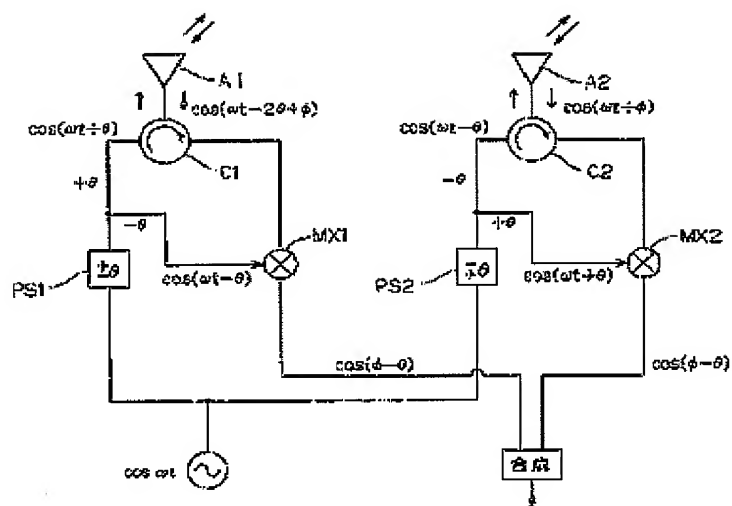 A1
cos(ωt−2θ+φ)
cos(ωt+θ)
C1
+θ
−θ
MX1
PS1
±θ
cos(ωt−θ)
A2
cos(ωt+φ)
cos(ωt−θ)
C2
−θ
+θ
MX2
PS2
∓θ
cos(ωt+θ)
cos(φ−θ)
cos(φ−θ)
cos ωt
合成